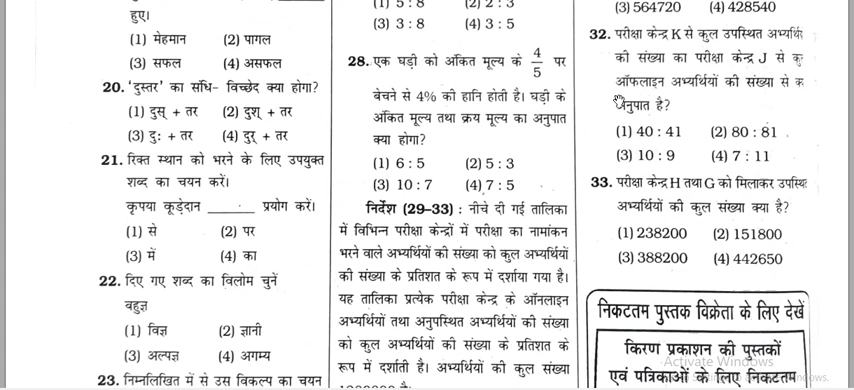 हुए।
(1) मेहमान (2) पागल
(3) सफल (4) असफल
20. 'दुस्तर' का संधि- विच्छेद क्या होगा?
(1) दुस् + तर (2) दुश् + तर
(3) दुः + तर (4) दुर् + तर
21. रिक्त स्थान को भरने के लिए उपयुक्त
शब्द का चयन करें।
कृपया कूड़ेदान ______ प्रयोग करें।
(1) से (2) पर
(3) में (4) का
22. दिए गए शब्द का विलोम चुनें
वहुज्ञ
(1) विज्ञ (2) ज्ञानी
(3) अल्पज्ञ (4) अगम्य
23. निम्नलिखित में से उस विकल्प का चयन
(1) 5 : 8 (2) 2 : 3
(3) 3 : 8 (4) 3 : 5
28. एक घड़ी को अंकित मूल्य के 4/5 पर
बेचने से 4% की हानि होती है। घड़ी के
अंकित मूल्य तथा क्रय मूल्य का अनुपात
क्या होगा?
(1) 6 : 5 (2) 5 : 3
(3) 10 : 7 (4) 7 : 5
निर्देश (29–33) : नीचे दी गई तालिका
में विभिन्न परीक्षा केन्द्रों में परीक्षा का नामांकन
भरने वाले अभ्यर्थियों की संख्या को कुल अभ्यर्थियों
की संख्या के प्रतिशत के रूप में दर्शाया गया है।
यह तालिका प्रत्येक परीक्षा केन्द्र के ऑनलाइन
अभ्यर्थियों तथा अनुपस्थित अभ्यर्थियों की संख्या
को कुल अभ्यर्थियों की संख्या के प्रतिशत के
रूप में दर्शाती है। अभ्यर्थियों की कुल संख्या
(3) 564720 (4) 428540
32. परीक्षा केन्द्र K से कुल उपस्थित अभ्यर्थि
की संख्या का परीक्षा केन्द्र J से कु
ऑफलाइन अभ्यर्थियों की संख्या से क
अनुपात है?
(1) 40 : 41 (2) 80 : 81
(3) 10 : 9 (4) 7 : 11
33. परीक्षा केन्द्र H तथा G को मिलाकर उपस्थि
अभ्यर्थियों की कुल संख्या क्या है?
(1) 238200 (2) 151800
(3) 388200 (4) 442650
निकटतम पुस्तक विक्रेता के लिए देखें
किरण प्रकाशन की पुस्तकों
Activate Windows
एवं पत्रिकाओं के लिए निकटतम